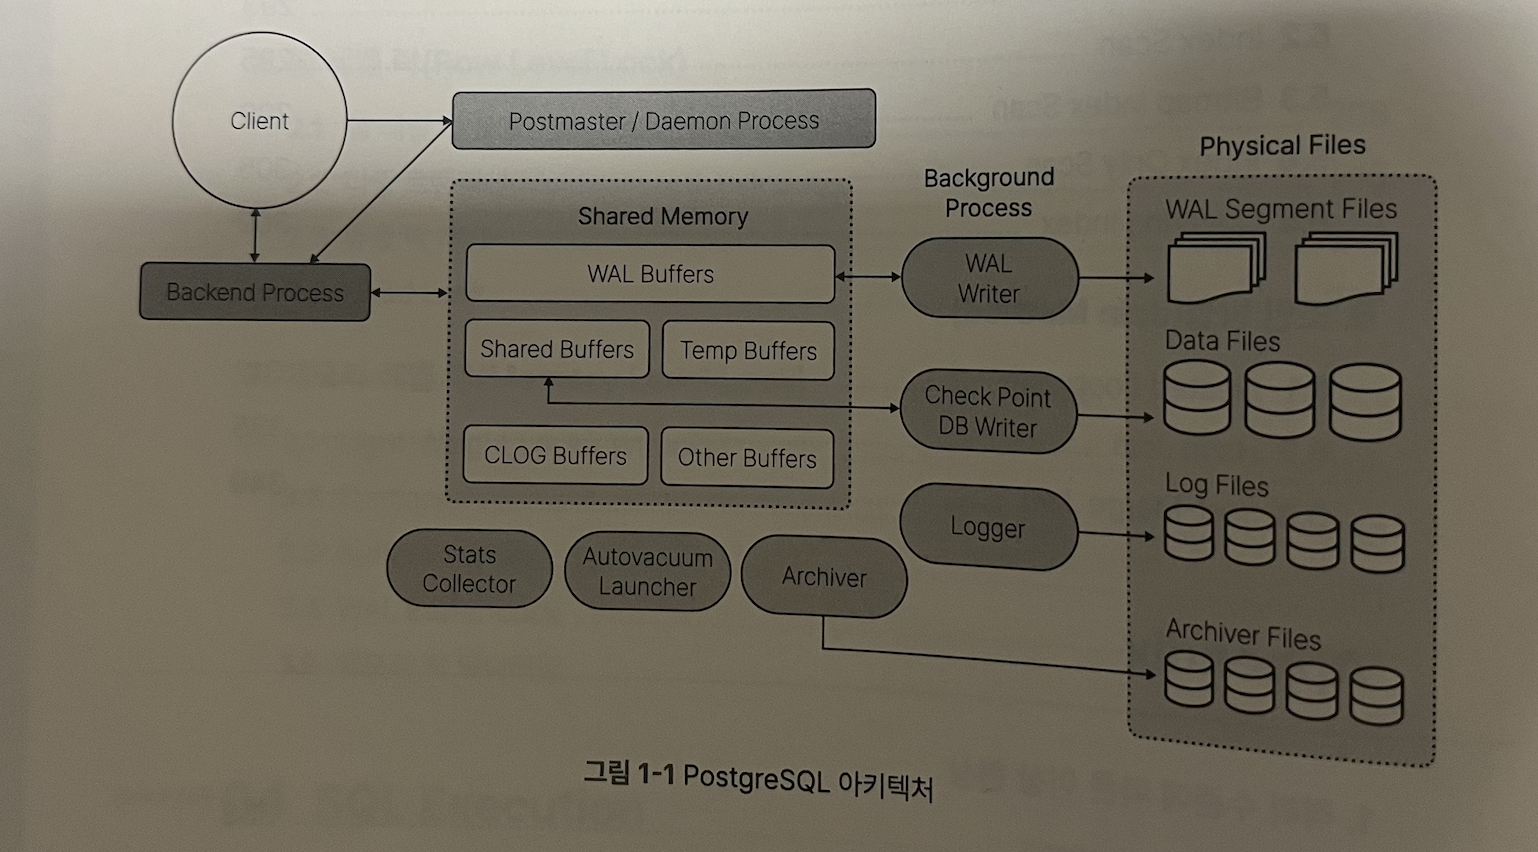 Client
Postmaster / Daemon Process
Backend Process
Shared Memory
WAL Buffers
Shared Buffers
Temp Buffers
CLOG Buffers
Other Buffers
Background
Process
WAL
Writer
Check Point
DB Writer
Logger
Stats
Collector
Autovacuum
Launcher
Archiver
Physical Files
WAL Segment Files
Data Files
Log Files
Archiver Files
그림 1-1 PostgreSQL 아키텍처